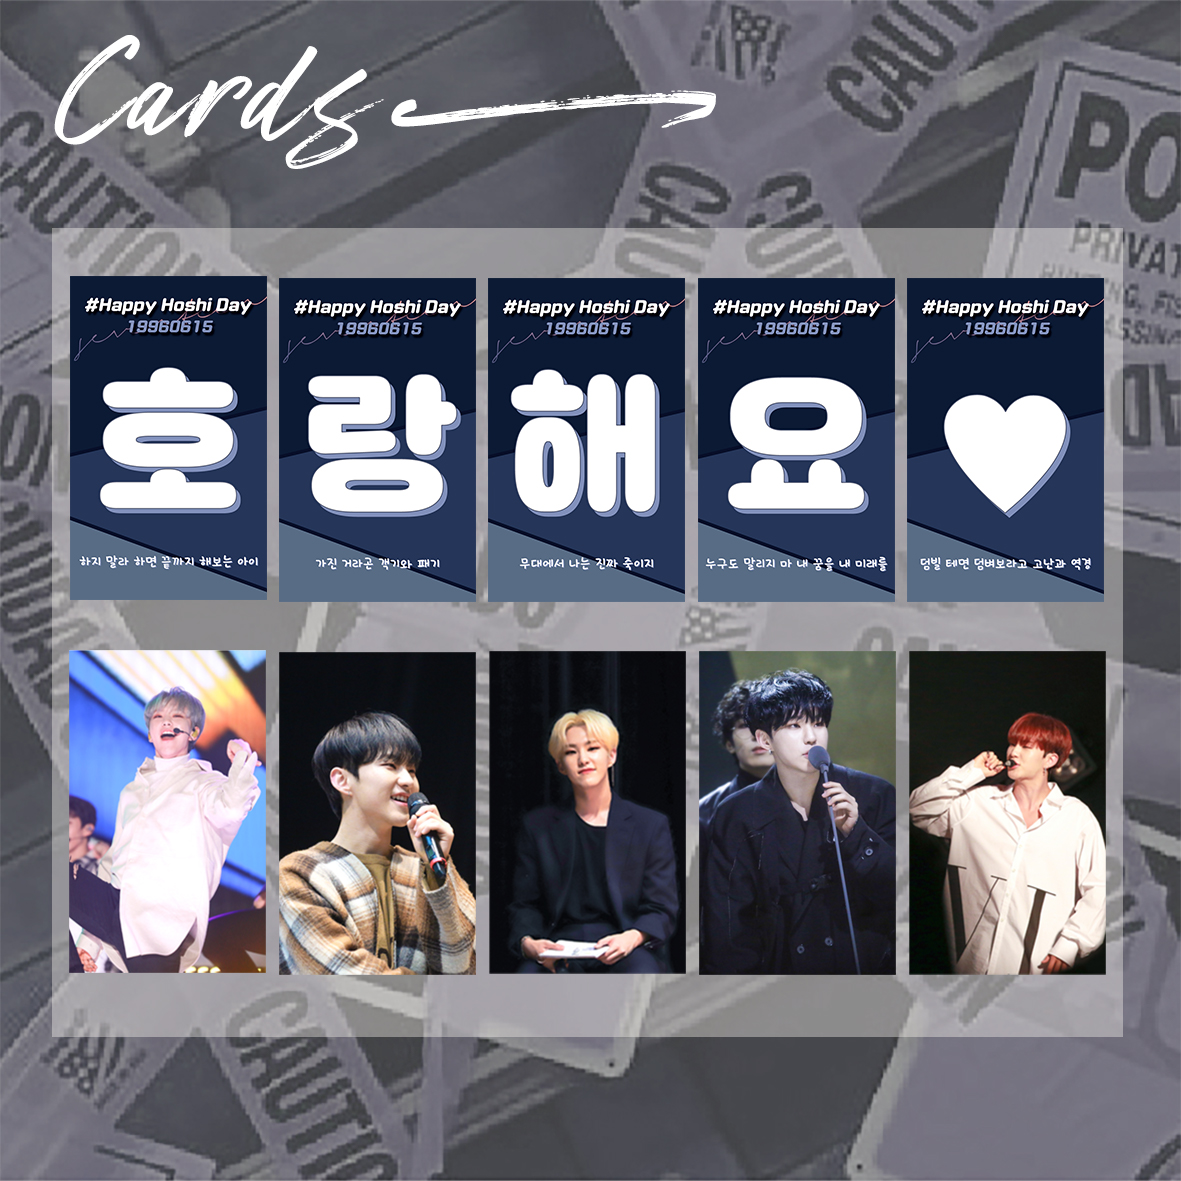 Cards
#Happy Hoshi Day
19960615
호
하지 말라 하면 끝까지 해보는 아이
#Happy Hoshi Day
19960615
랑
가진 거라곤 객기와 패기
#Happy Hoshi Day
19960615
해
무대에서 나는 진짜 죽이지
#Happy Hoshi Day
19960615
요
누구도 말리지 마 내 꿈을 내 미래를
#Happy Hoshi Day
19960615
덤빌 테면 덤벼보라고 고난과 역경
CAUTION
CAUTION
PRIVAT
CAUTION